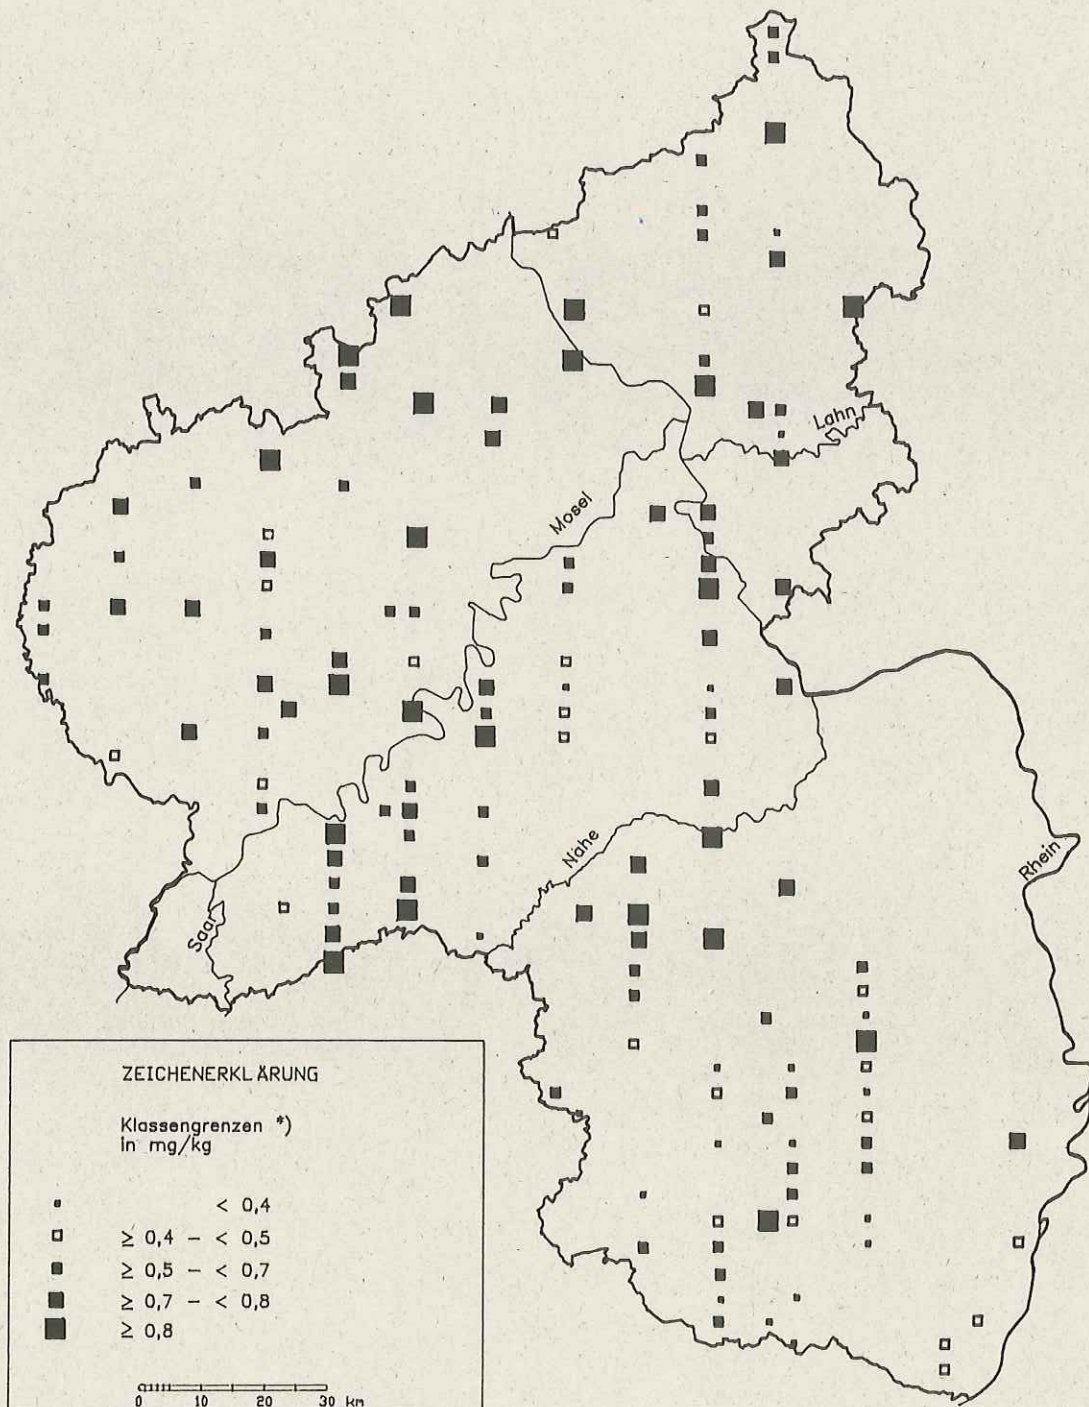 Lahn
Mosel
Nahe
Rhein
Saar
ZEICHENERKLÄRUNG
Klassengrenzen *)
in mg/kg
< 0,4
≥ 0,4 - < 0,5
≥ 0,5 - < 0,7
≥ 0,7 - < 0,8
≥ 0,8
0 10 20 30 km